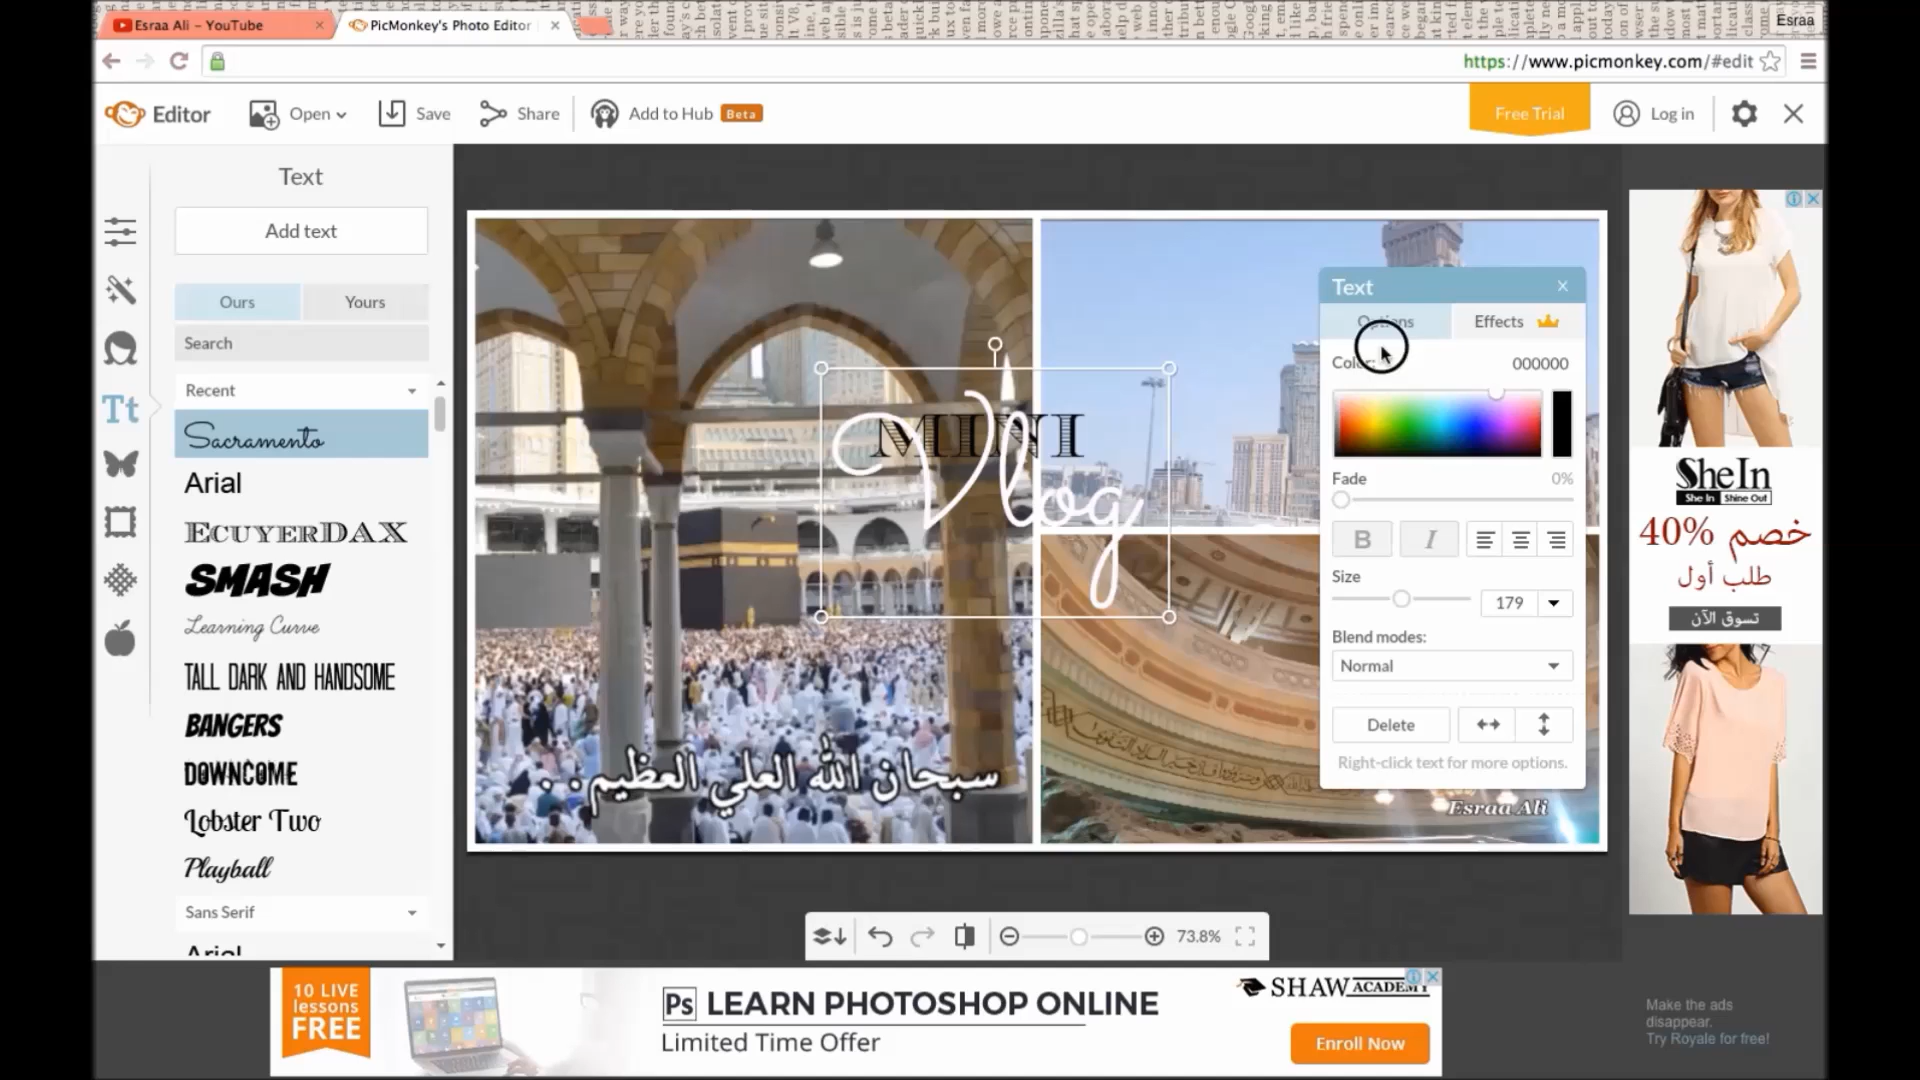 Esraa Ali - YouTube
PicMonkey's Photo Editor
Esraa
https://www.picmonkey.com/#edit
Editor
Open
Save
Share
Add to Hub
Beta
Free Trial
Log in
Text
Add text
Ours
Yours
Search
Recent
Sacramento
Arial
ECUYERDAX
SMASH
Learning Curve
TALL DARK AND HANDSOME
BANGERS
DOWNCOME
Lobster Two
Playball
Sans Serif
Arial
MINI
Vlog
سبحان الله العلي العظيم..
Esraa Ali
Text
Options
Effects
Color:
000000
Fade
0%
B
I
Size
179
Blend modes:
Normal
Delete
Right-click text for more options.
73.8%
SheIn
She In Shine Out
خصم 40%
طلب أول
تسوق الآن
10 LIVE
lessons
FREE
Ps LEARN PHOTOSHOP ONLINE
Limited Time Offer
SHAW ACADEMY
Enroll Now
Make the ads
disappear.
Try Royale for free!